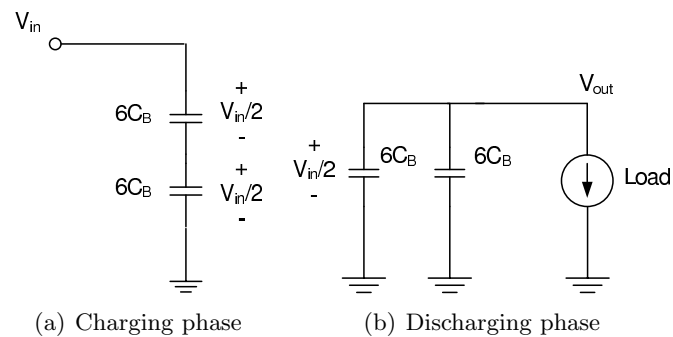 V_in
6C_B
+
V_in/2
-
6C_B
+
V_in/2
-
(a) Charging phase
V_out
+
V_in/2
-
6C_B
6C_B
Load
(b) Discharging phase